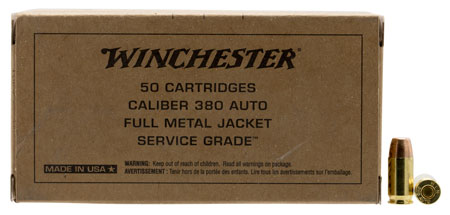 WINCHESTER
50 CARTRIDGES
CALIBER 380 AUTO
FULL METAL JACKET
SERVICE GRADE™
WARNING: Keep out of reach of children. Read all warnings on package.
AVERTISSEMENT: Tenir hors de la portée des enfants. Lire tous les avertissements sur l'emballage.
MADE IN USA★